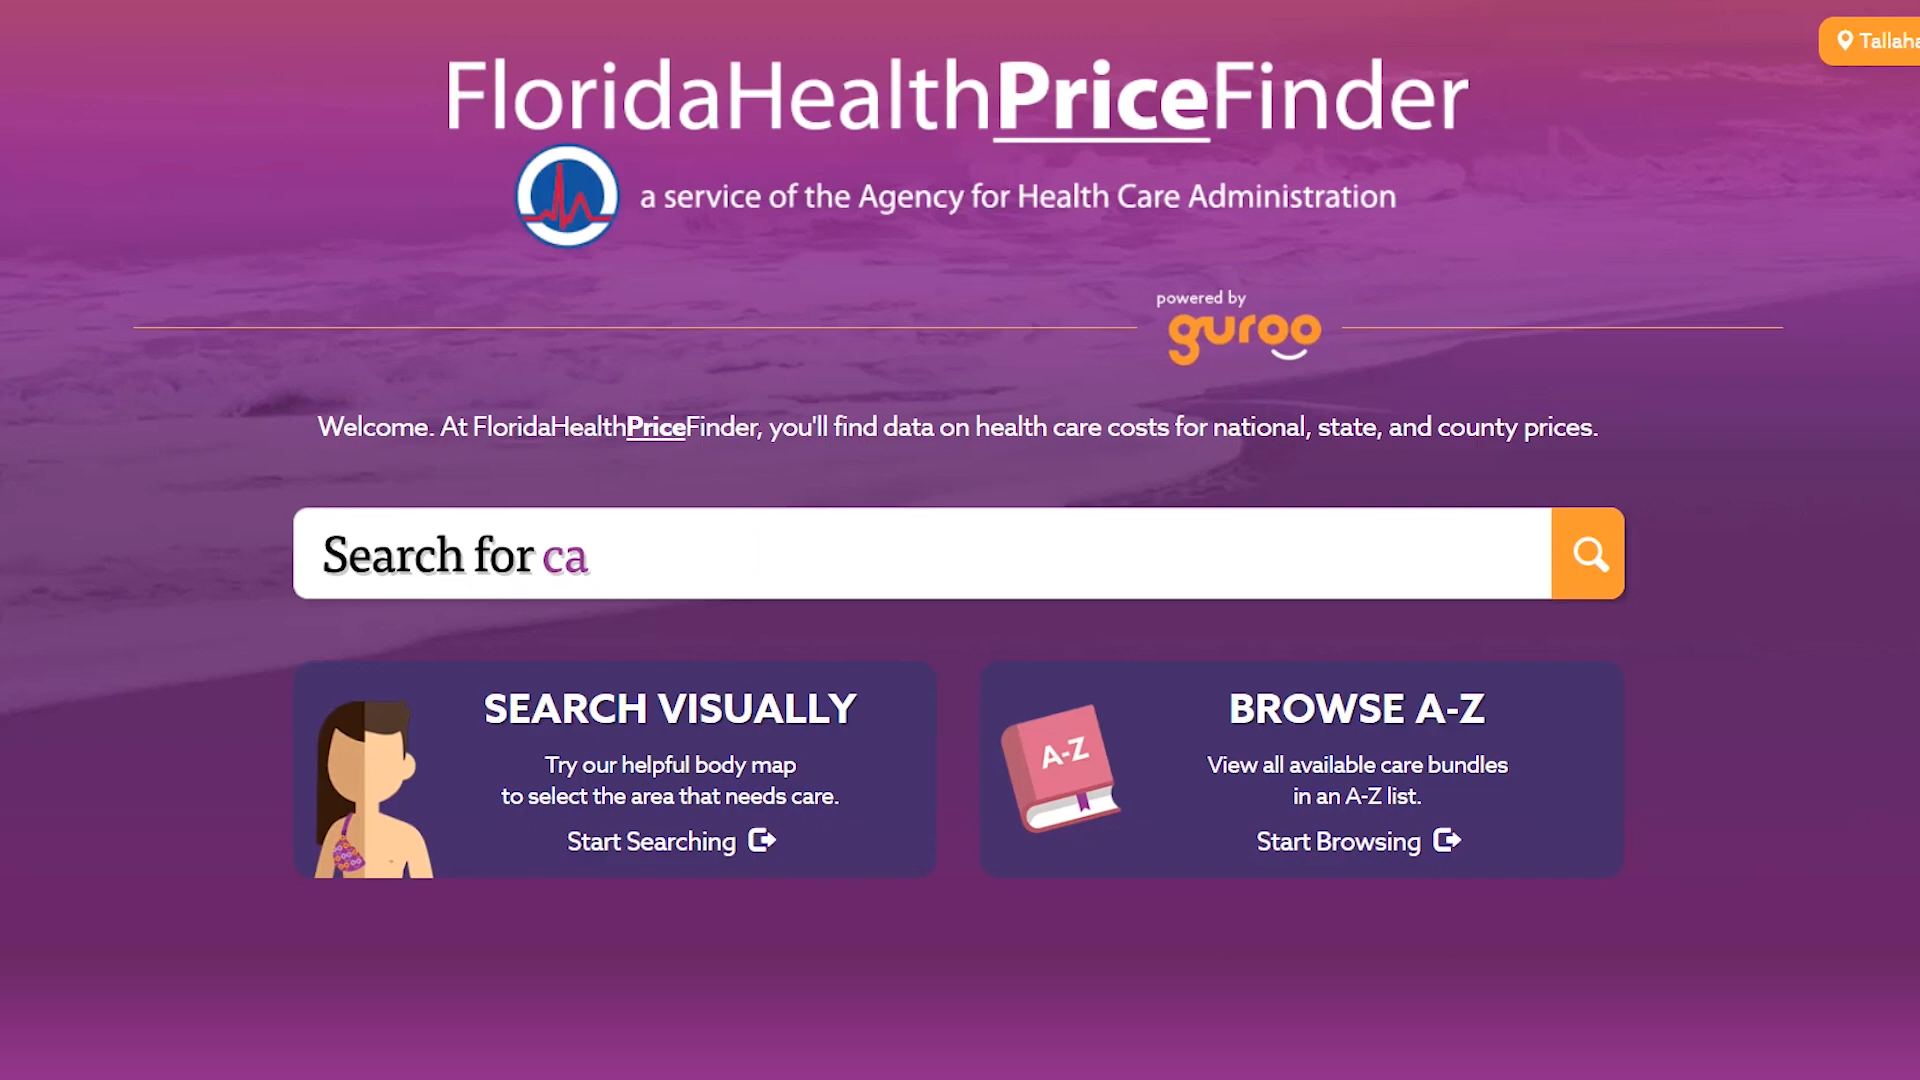 Tallaha
FloridaHealthPriceFinder
a service of the Agency for Health Care Administration
powered by
guroo
Welcome. At FloridaHealthPriceFinder, you'll find data on health care costs for national, state, and county prices.
Search for ca
SEARCH VISUALLY
Try our helpful body map
to select the area that needs care.
Start Searching
A-Z
BROWSE A-Z
View all available care bundles
in an A-Z list.
Start Browsing